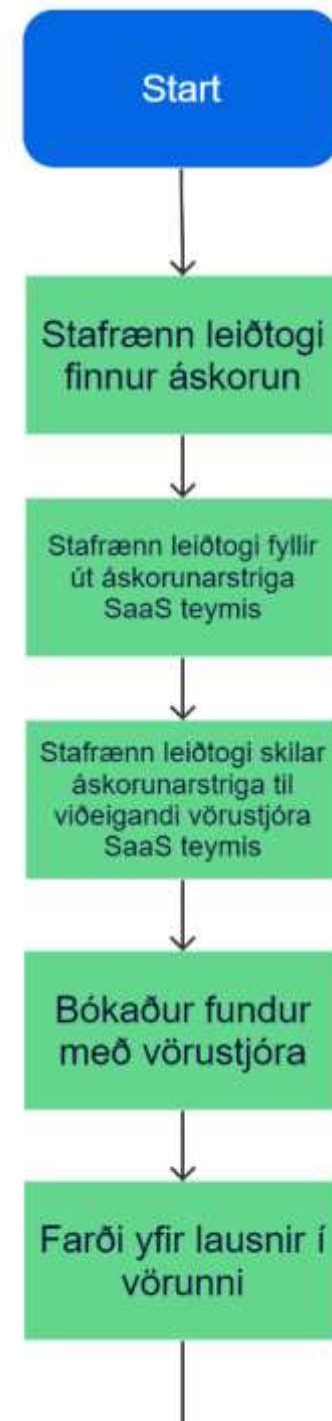 Start
Stafrænn leiðtogi
finnur áskorun
Stafrænn leiðtogi fyllir
út áskorunarstriga
SaaS teymis
Stafrænn leiðtogi skilar
áskorunarstriga til
viðeigandi vörustjóra
SaaS teymis
Bókaður fundur
með vörustjóra
Farði yfir lausnir í
vörunni